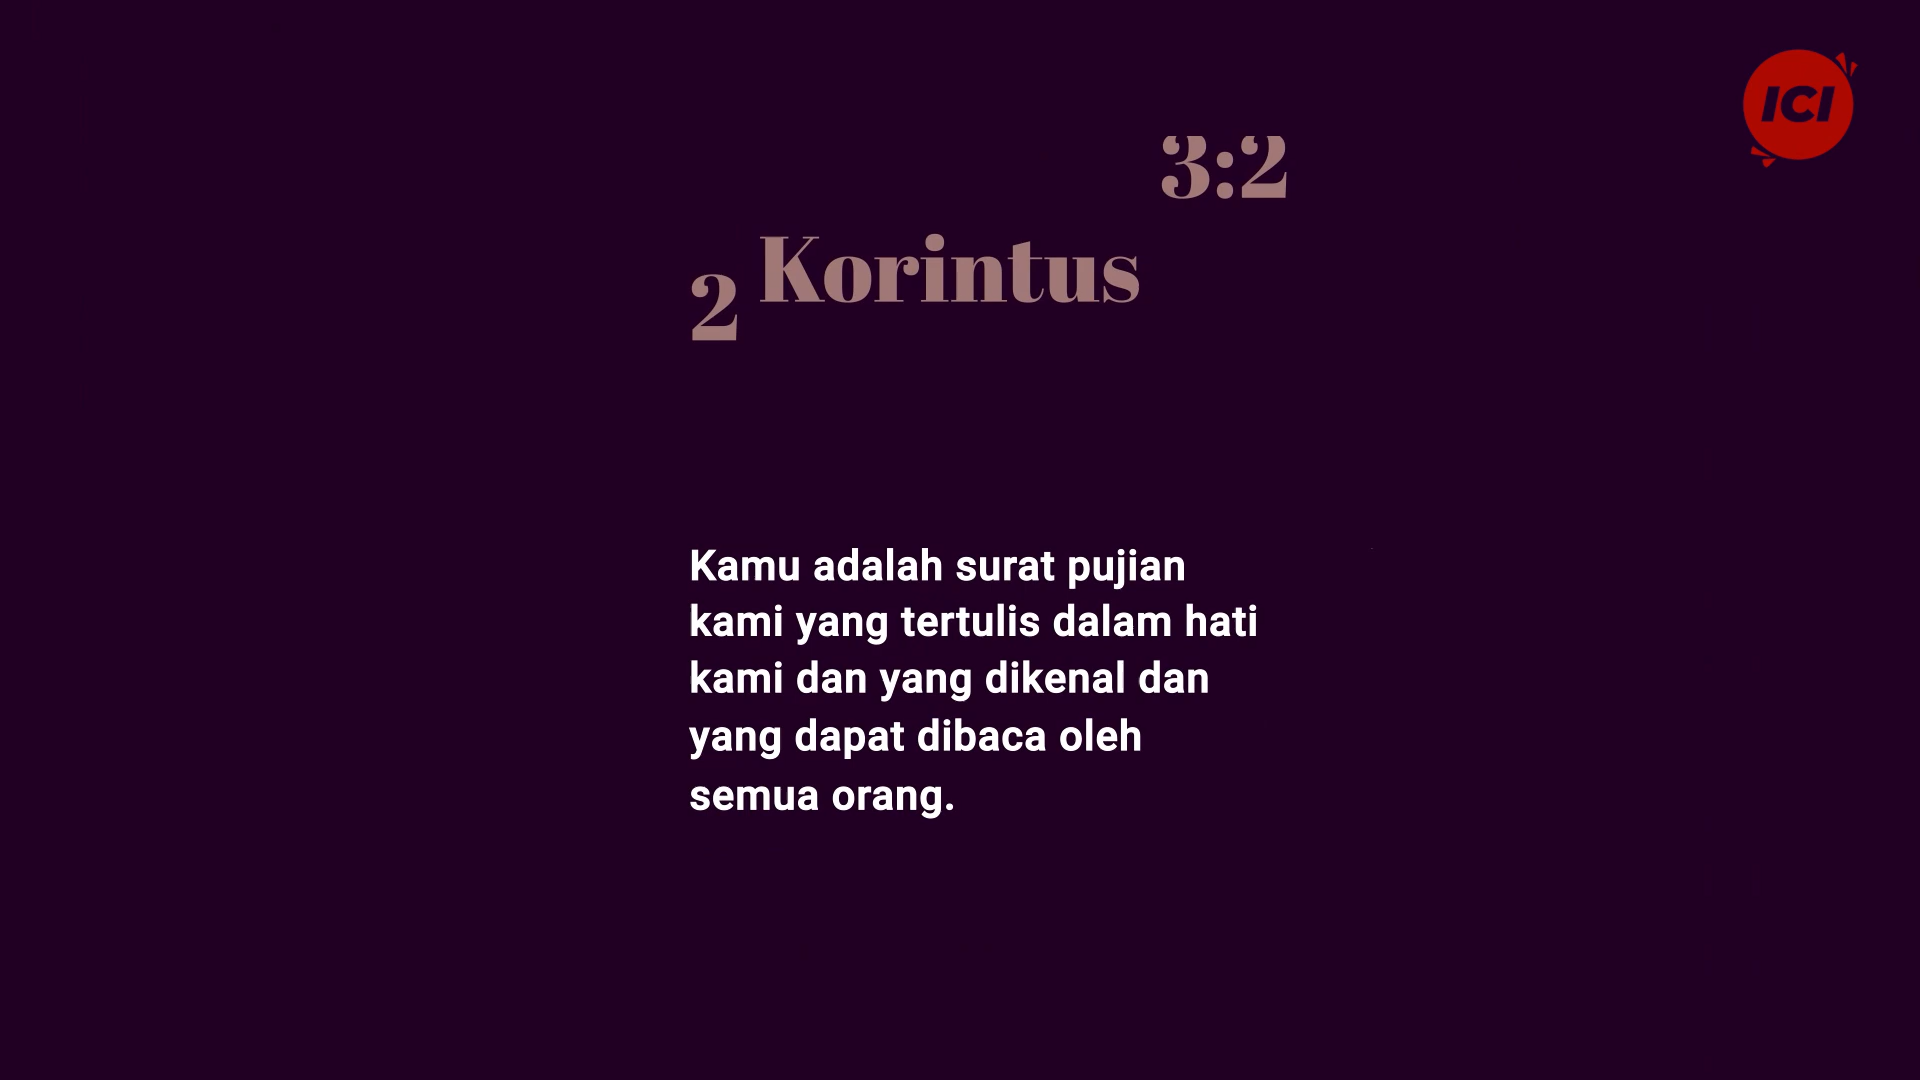 2 Korintus 3:2
ICI
Kamu adalah surat pujian
kami yang tertulis dalam hati
kami dan yang dikenal dan
yang dapat dibaca oleh
semua orang.